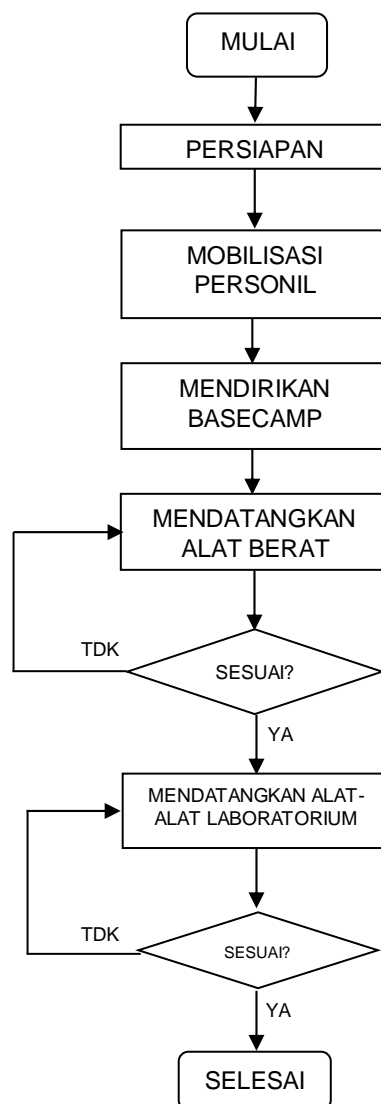 MULAI
PERSIAPAN
MOBILISASI
PERSONIL
MENDIRIKAN
BASECAMP
MENDATANGKAN
ALAT BERAT
TDK
SESUAI?
YA
MENDATANGKAN ALAT-
ALAT LABORATORIUM
TDK
SESUAI?
YA
SELESAI